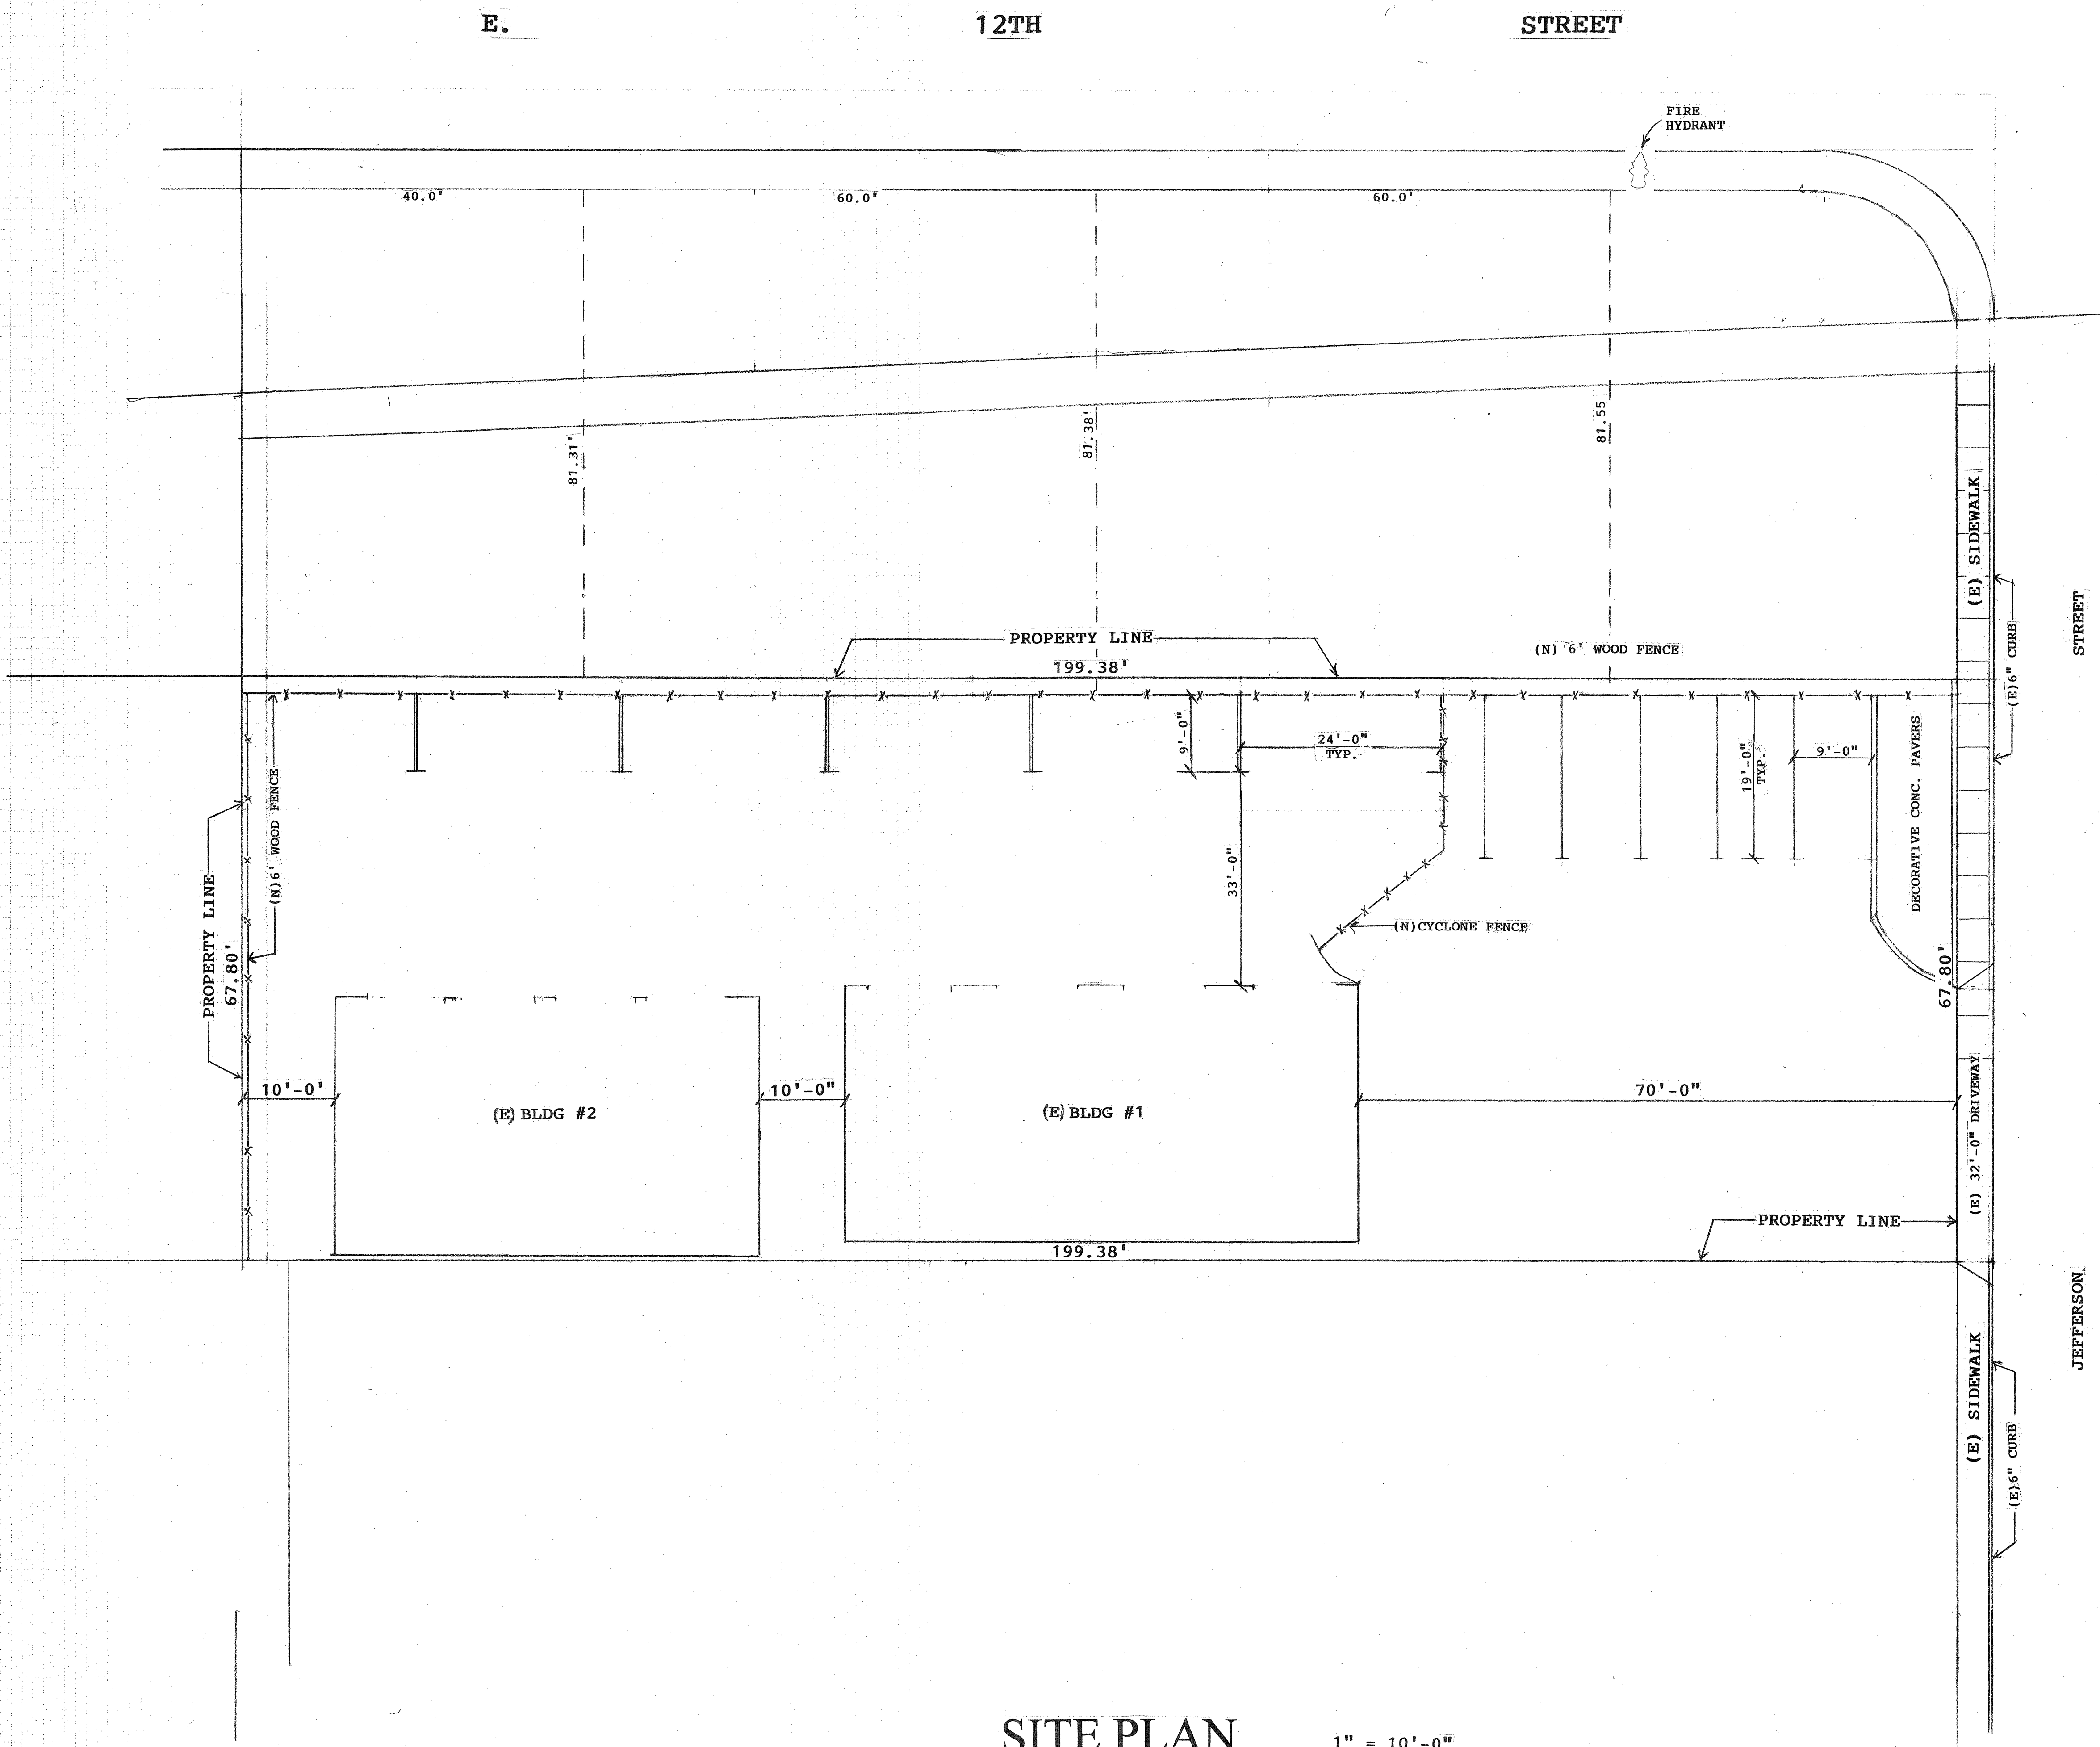 E. 12TH STREET
FIRE
HYDRANT
40.0' 60.0' 60.0'
81.31'
81.38'
81.55
(E) SIDEWALK
(E)6" CURB
STREET
PROPERTY LINE
199.38'
(N) 6' WOOD FENCE
9'-0"
24'-0"
TYP.
19'-0"
TYP.
9'-0"
DECORATIVE CONC. PAVERS
(N)6' WOOD FENCE
PROPERTY LINE
67.80'
33'-0"
(N)CYCLONE FENCE
67.80'
10'-0'
(E) BLDG #2
10'-0"
(E) BLDG #1
70'-0"
(E) 32'-0" DRIVEWAY
PROPERTY LINE
199.38'
JEFFERSON
(E) SIDEWALK
(E)6" CURB
SITE PLAN
1" = 10'-0"